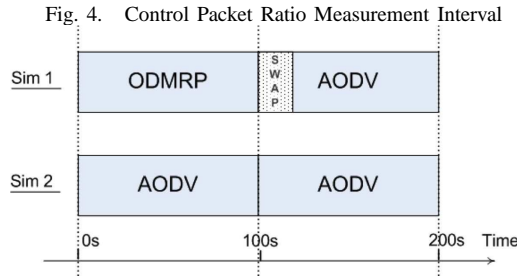 Fig. 4. Control Packet Ratio Measurement Interval
Sim 1
ODMRP
SWAP
AODV
Sim 2
AODV
AODV
0s
100s
200s
Time